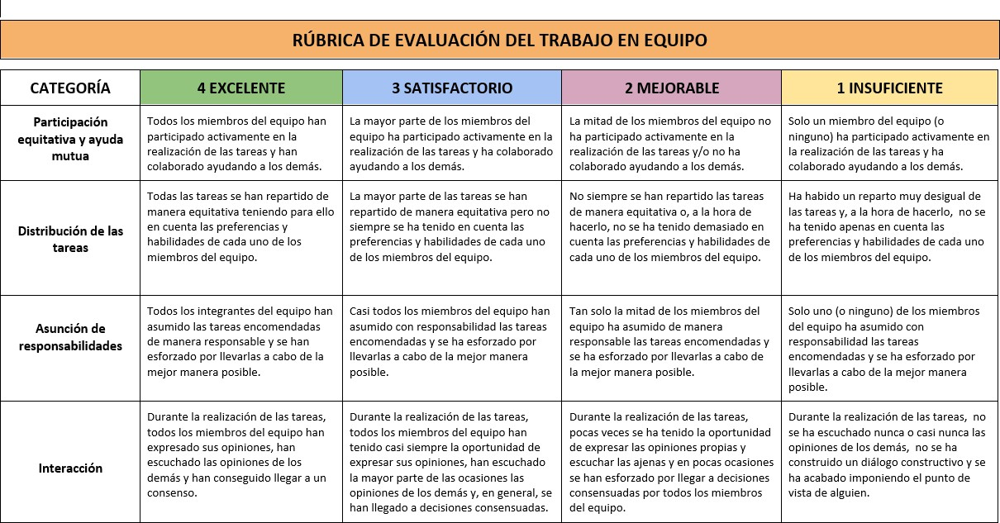 RÚBRICA DE EVALUACIÓN DEL TRABAJO EN EQUIPO
CATEGORÍA
4 EXCELENTE
3 SATISFACTORIO
2 MEJORABLE
1 INSUFICIENTE
Participación
equitativa y ayuda
mutua
Todos los miembros del equipo han
participado activamente en la
realización de las tareas y han
colaborado ayudando a los demás.
La mayor parte de los miembros del
equipo ha participado activamente en la
realización de las tareas y ha colaborado
ayudando a los demás.
La mitad de los miembros del equipo no
ha participado activamente en la
realización de las tareas y/o no ha
colaborado ayudando a los demás.
Solo un miembro del equipo (o
ninguno) ha participado activamente en
la realización de las tareas y ha
colaborado ayudando a los demás.
Distribución de las
tareas
Todas las tareas se han repartido de
manera equitativa teniendo para ello
en cuenta las preferencias y
habilidades de cada uno de los
miembros del equipo.
La mayor parte de las tareas se han
repartido de manera equitativa pero no
siempre se ha tenido en cuenta las
preferencias y habilidades de cada uno
de los miembros del equipo.
No siempre se han repartido las tareas
de manera equitativa o, a la hora de
hacerlo, no se ha tenido demasiado en
cuenta las preferencias y habilidades de
cada uno de los miembros del equipo.
Ha habido un reparto muy desigual de
las tareas y, a la hora de hacerlo, no se
ha tenido apenas en cuenta las
preferencias y habilidades de cada uno
de los miembros del equipo.
Asunción de
responsabilidades
Todos los integrantes del equipo han
asumido las tareas encomendadas
de manera responsable y se han
esforzado por llevarlas a cabo de la
mejor manera posible.
Casi todos los miembros del equipo han
asumido con responsabilidad las tareas
encomendadas y se ha esforzado por
llevarlas a cabo de la mejor manera
posible.
Tan solo la mitad de los miembros del
equipo ha asumido de manera
responsable las tareas encomendadas y
se ha esforzado por llevarlas a cabo de
la mejor manera posible.
Solo uno (o ninguno) de los miembros
del equipo ha asumido con
responsabilidad las tareas
encomendadas y se ha esforzado por
llevarlas a cabo de la mejor manera
posible.
Interacción
Durante la realización de las tareas,
todos los miembros del equipo han
expresado sus opiniones, han
escuchado las opiniones de los
demás y han conseguido llegar a un
consenso.
Durante la realización de las tareas,
todos los miembros del equipo han
tenido casi siempre la oportunidad de
expresar sus opiniones, han escuchado
la mayor parte de las ocasiones las
opiniones de los demás y, en general, se
han llegado a decisiones consensuadas.
Durante la realización de las tareas,
pocas veces se ha tenido la oportunidad
de expresar las opiniones propias y
escuchar las ajenas y en pocas ocasiones
se han esforzado por llegar a decisiones
consensuadas por todos los miembros
del equipo.
Durante la realización de las tareas, no
se ha escuchado nunca o casi nunca las
opiniones de los demás, no se ha
construido un diálogo constructivo y se
ha acabado imponiendo el punto de
vista de alguien.